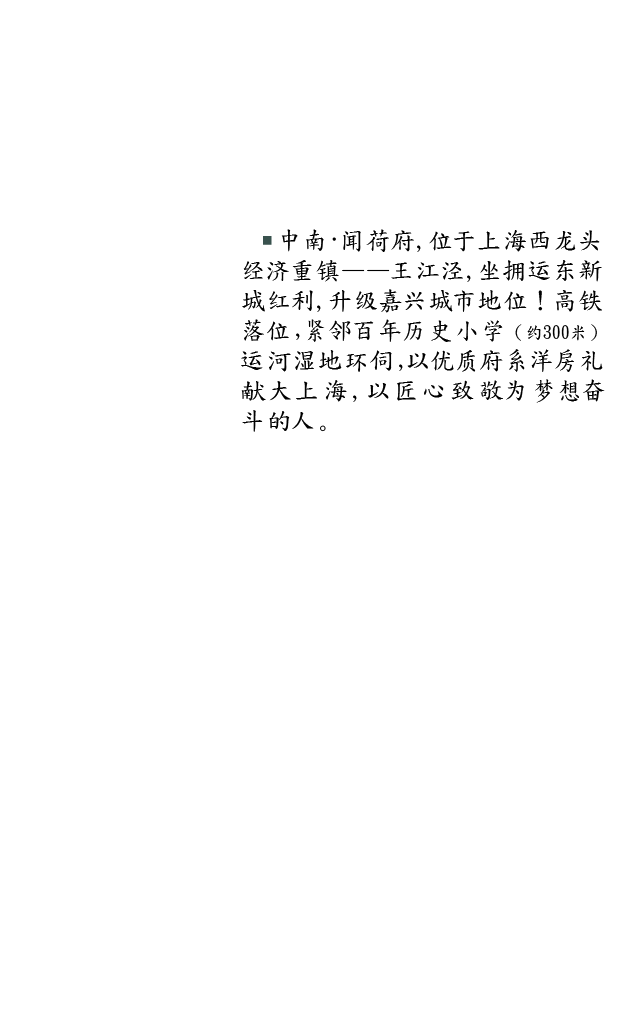 ■中南·闻荷府,位于上海西龙头
经济重镇——王江泾,坐拥运东新
城红利,升级嘉兴城市地位!高铁
落位,紧邻百年历史小学(约300米)
运河湿地环伺,以优质府系洋房礼
献大上海,以匠心致敬为梦想奋
斗的人。